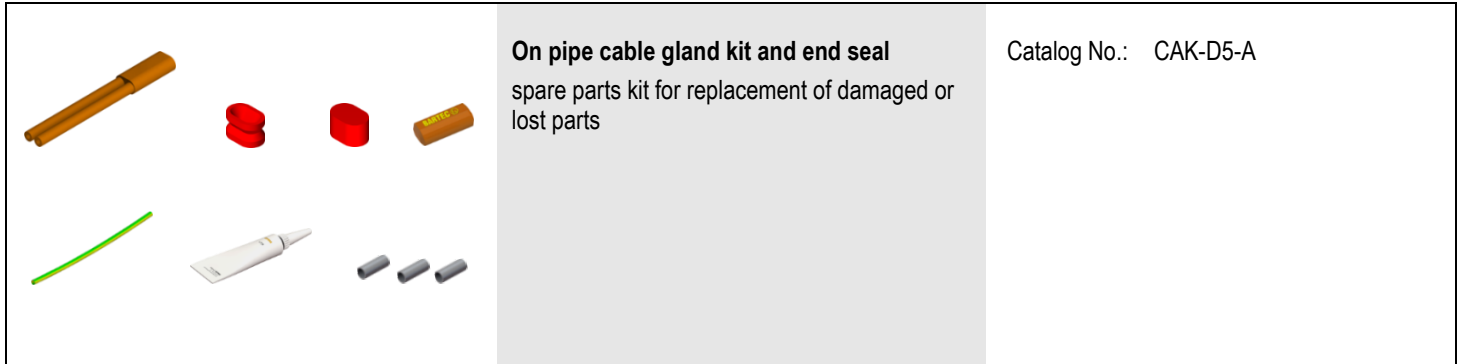 On pipe cable gland kit and end seal
spare parts kit for replacement of damaged or
lost parts
Catalog No.: CAK-D5-A
BARTEC